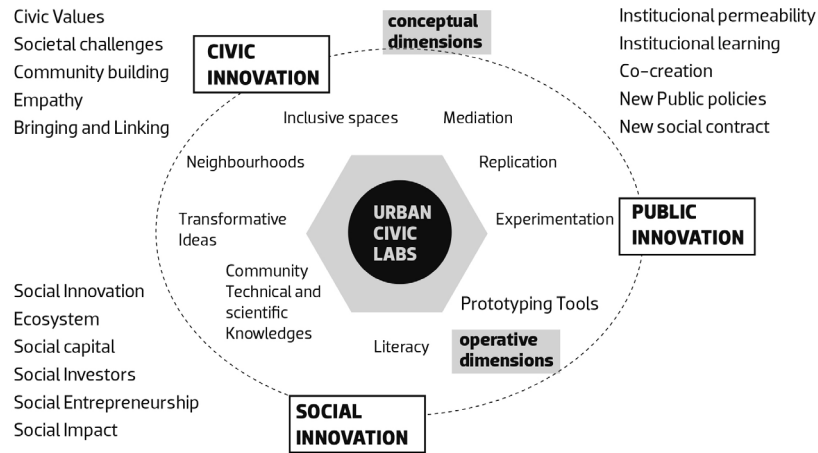 Civic Values
Societal challenges
Community building
Empathy
Bringing and Linking
CIVIC
INNOVATION
conceptual
dimensions
Institutional permeability
Institutional learning
Co-creation
New Public policies
New social contract
Inclusive spaces
Mediation
Neighbourhoods
Replication
Transformative
Ideas
URBAN
CIVIC
LABS
Experimentation
PUBLIC
INNOVATION
Community
Technical and
scientific
Knowledges
Prototyping Tools
Literacy
operative
dimensions
Social Innovation
Ecosystem
Social capital
Social Investors
Social Entrepreneurship
Social Impact
SOCIAL
INNOVATION